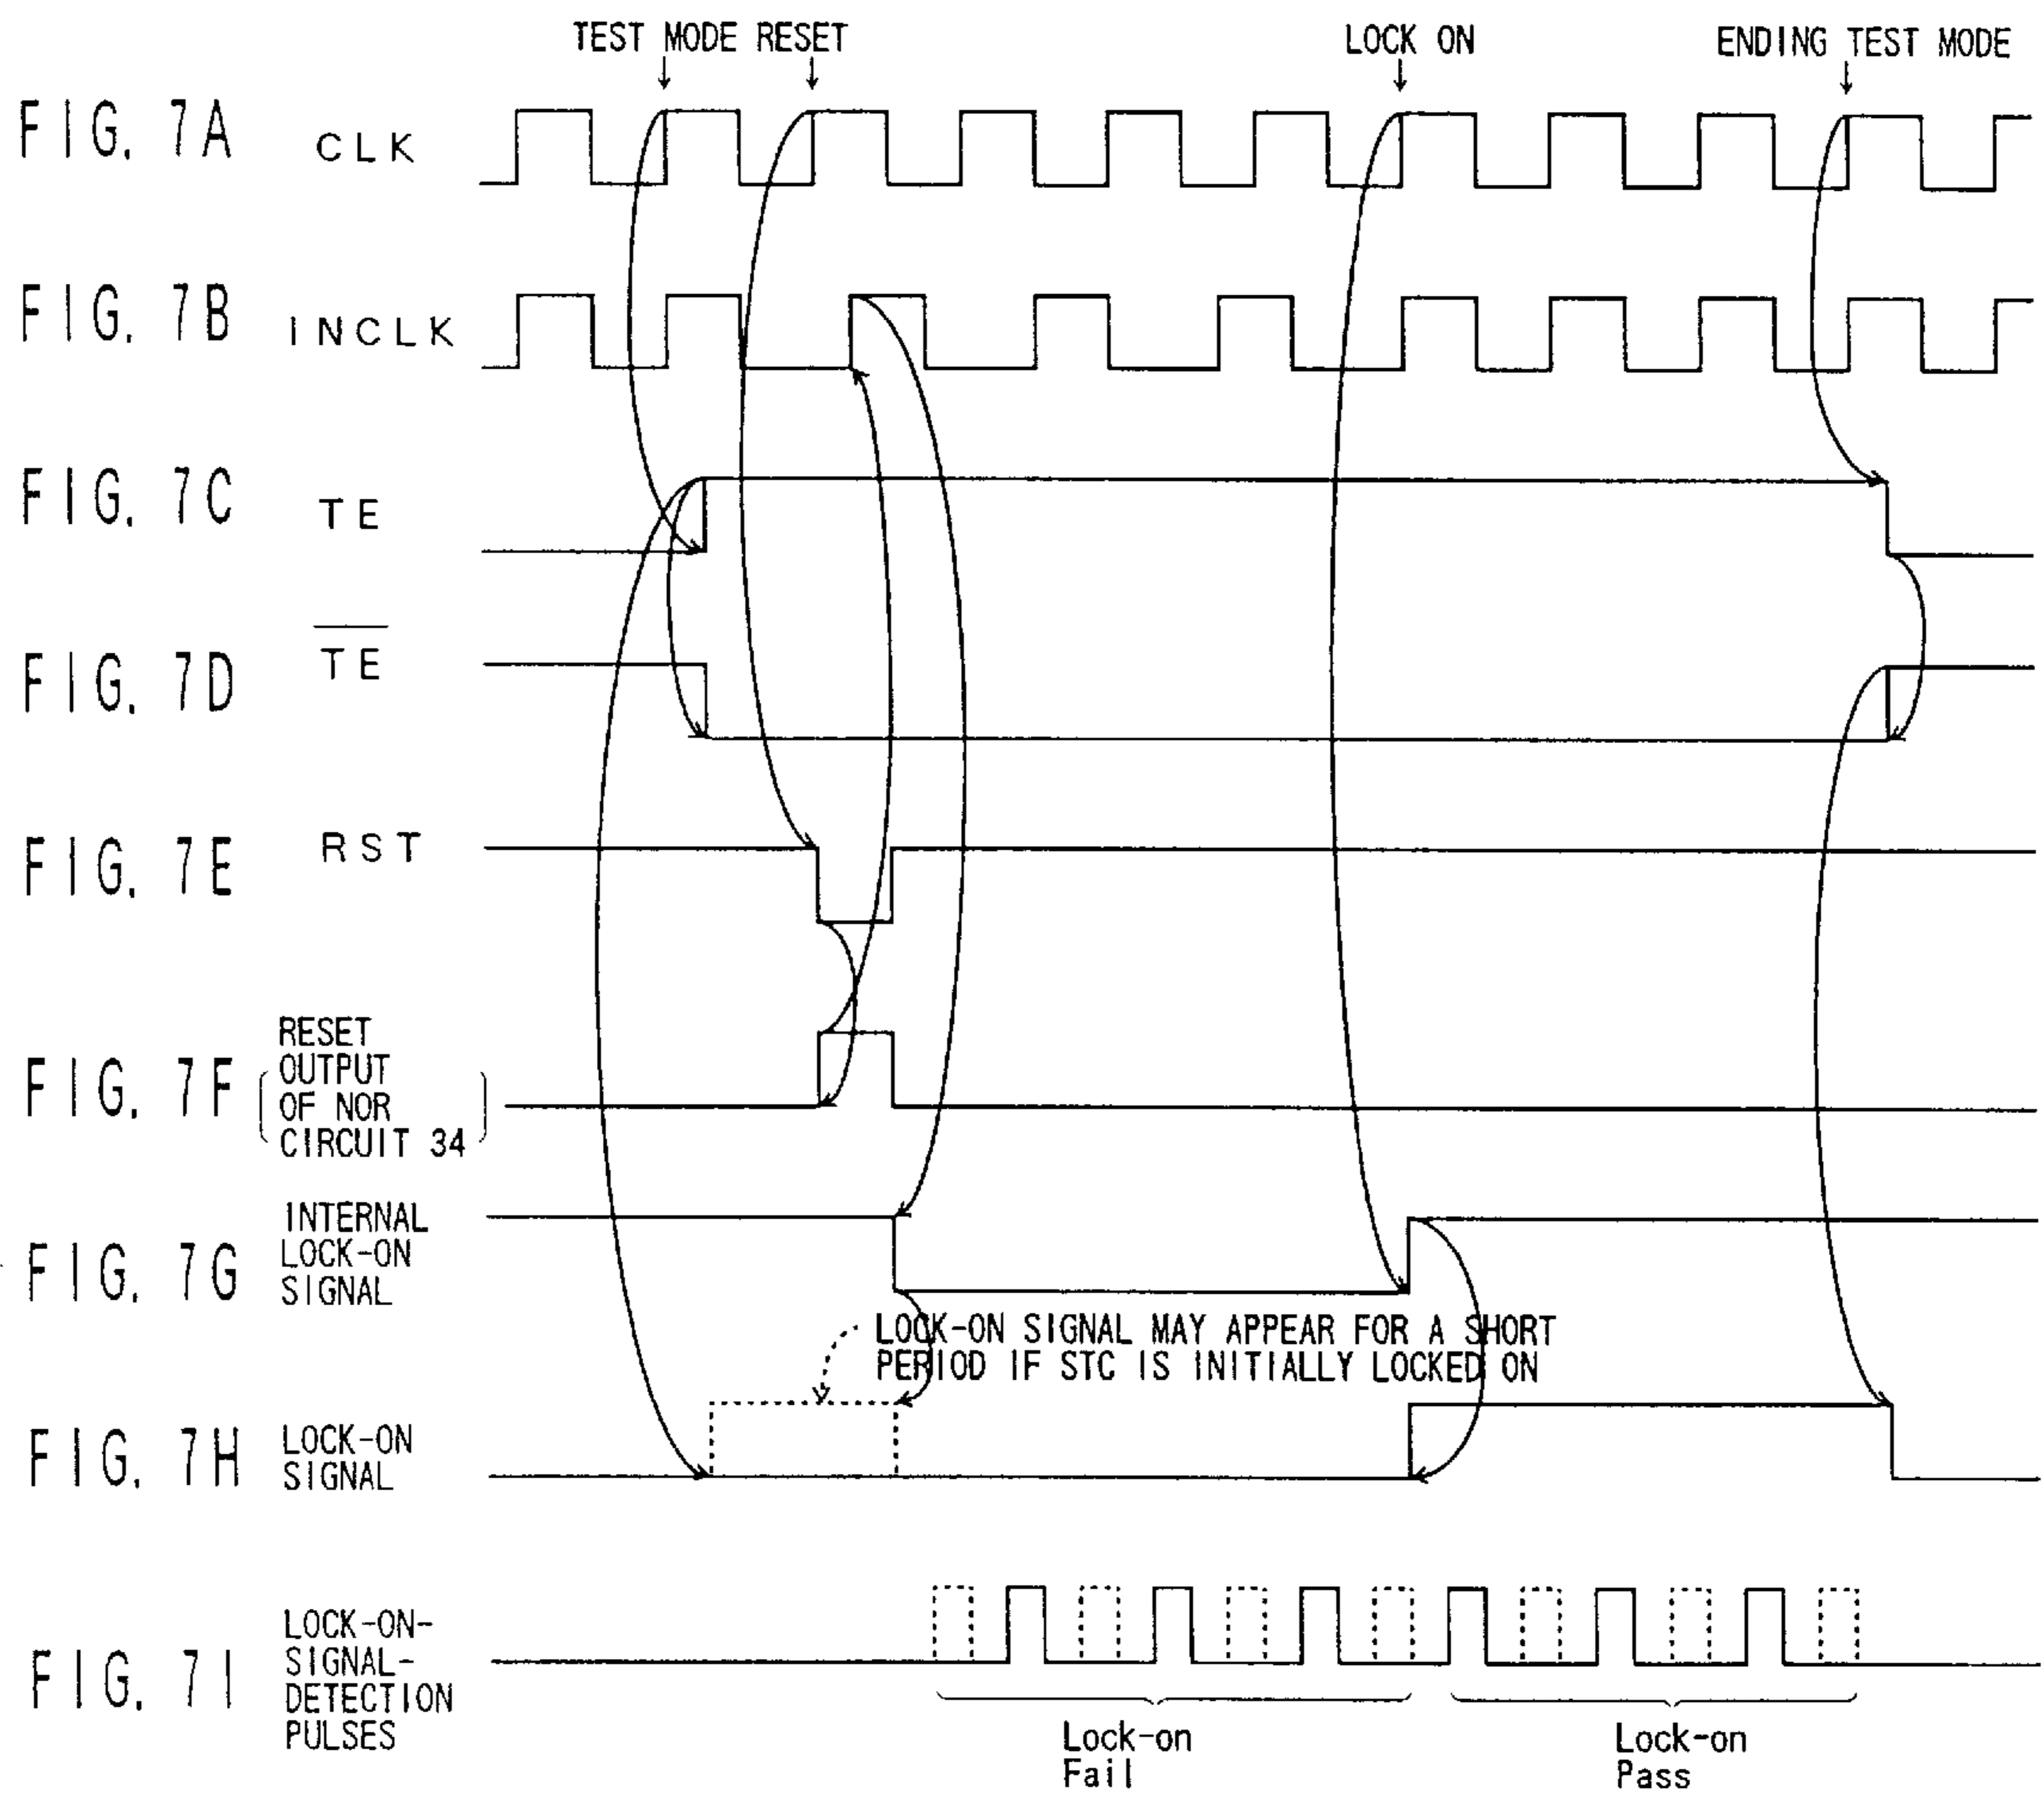 TEST MODE RESET
LOCK ON
ENDING TEST MODE
FIG. 7A CLK
FIG. 7B INCLK
FIG. 7C TE
FIG. 7D T̅E̅
FIG. 7E RST
FIG. 7F
RESET
OUTPUT
OF NOR
CIRCUIT 34
FIG. 7G
INTERNAL
LOCK-ON
SIGNAL
LOCK-ON SIGNAL MAY APPEAR FOR A SHORT
PERIOD IF STC IS INITIALLY LOCKED ON
FIG. 7H
LOCK-ON
SIGNAL
FIG. 7I
LOCK-ON-
SIGNAL-
DETECTION
PULSES
Lock-on
Fail
Lock-on
Pass